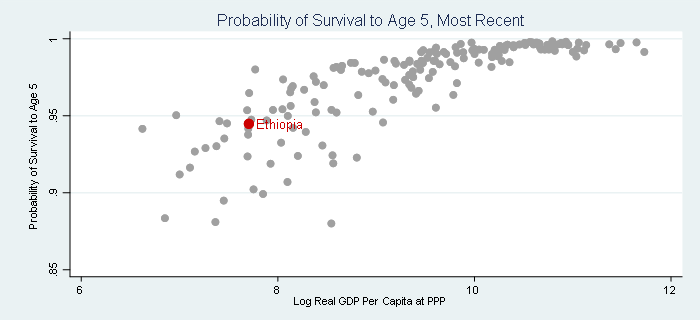 Probability of Survival to Age 5, Most Recent
Probability of Survival to Age 5
1
.95
.9
.85
Ethiopia
6
8
10
12
Log Real GDP Per Capita at PPP